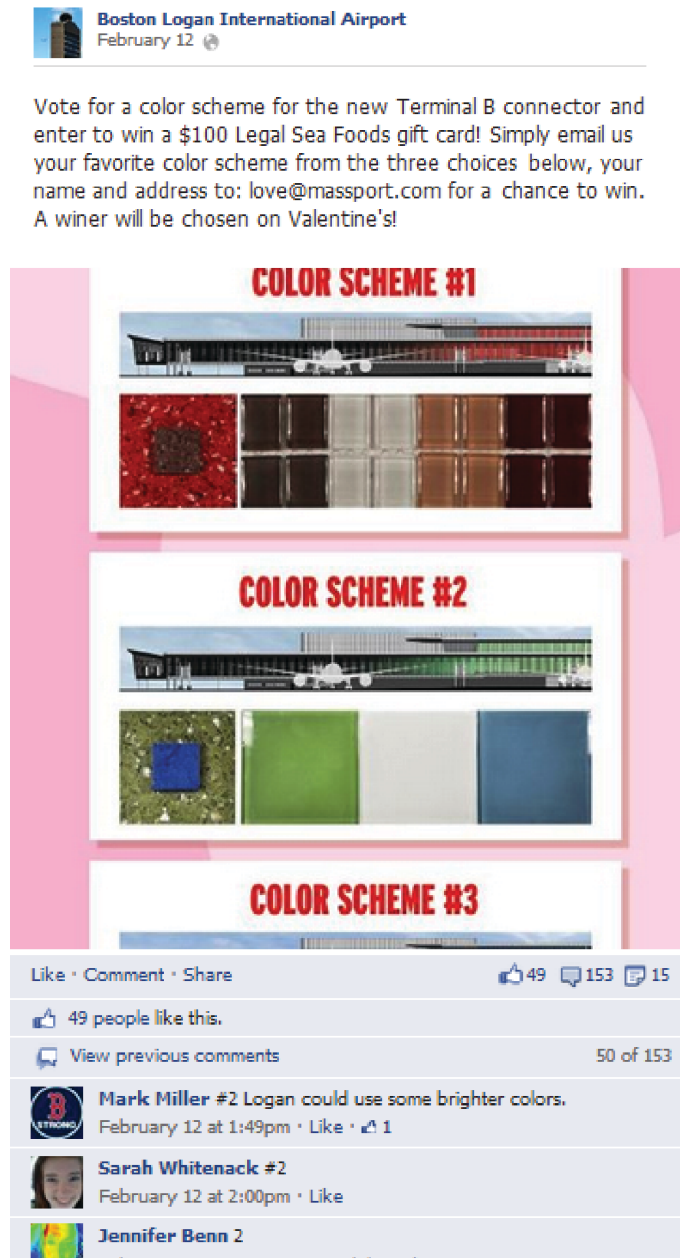 Boston Logan International Airport
February 12
Vote for a color scheme for the new Terminal B connector and
enter to win a $100 Legal Sea Foods gift card! Simply email us
your favorite color scheme from the three choices below, your
name and address to: love@massport.com for a chance to win.
A winer will be chosen on Valentine's!
COLOR SCHEME #1
COLOR SCHEME #2
COLOR SCHEME #3
Like · Comment · Share 49 153 15
49 people like this.
View previous comments 50 of 153
B
STRONG
Mark Miller #2 Logan could use some brighter colors.
February 12 at 1:49pm · Like · 1
Sarah Whitenack #2
February 12 at 2:00pm · Like
Jennifer Benn 2